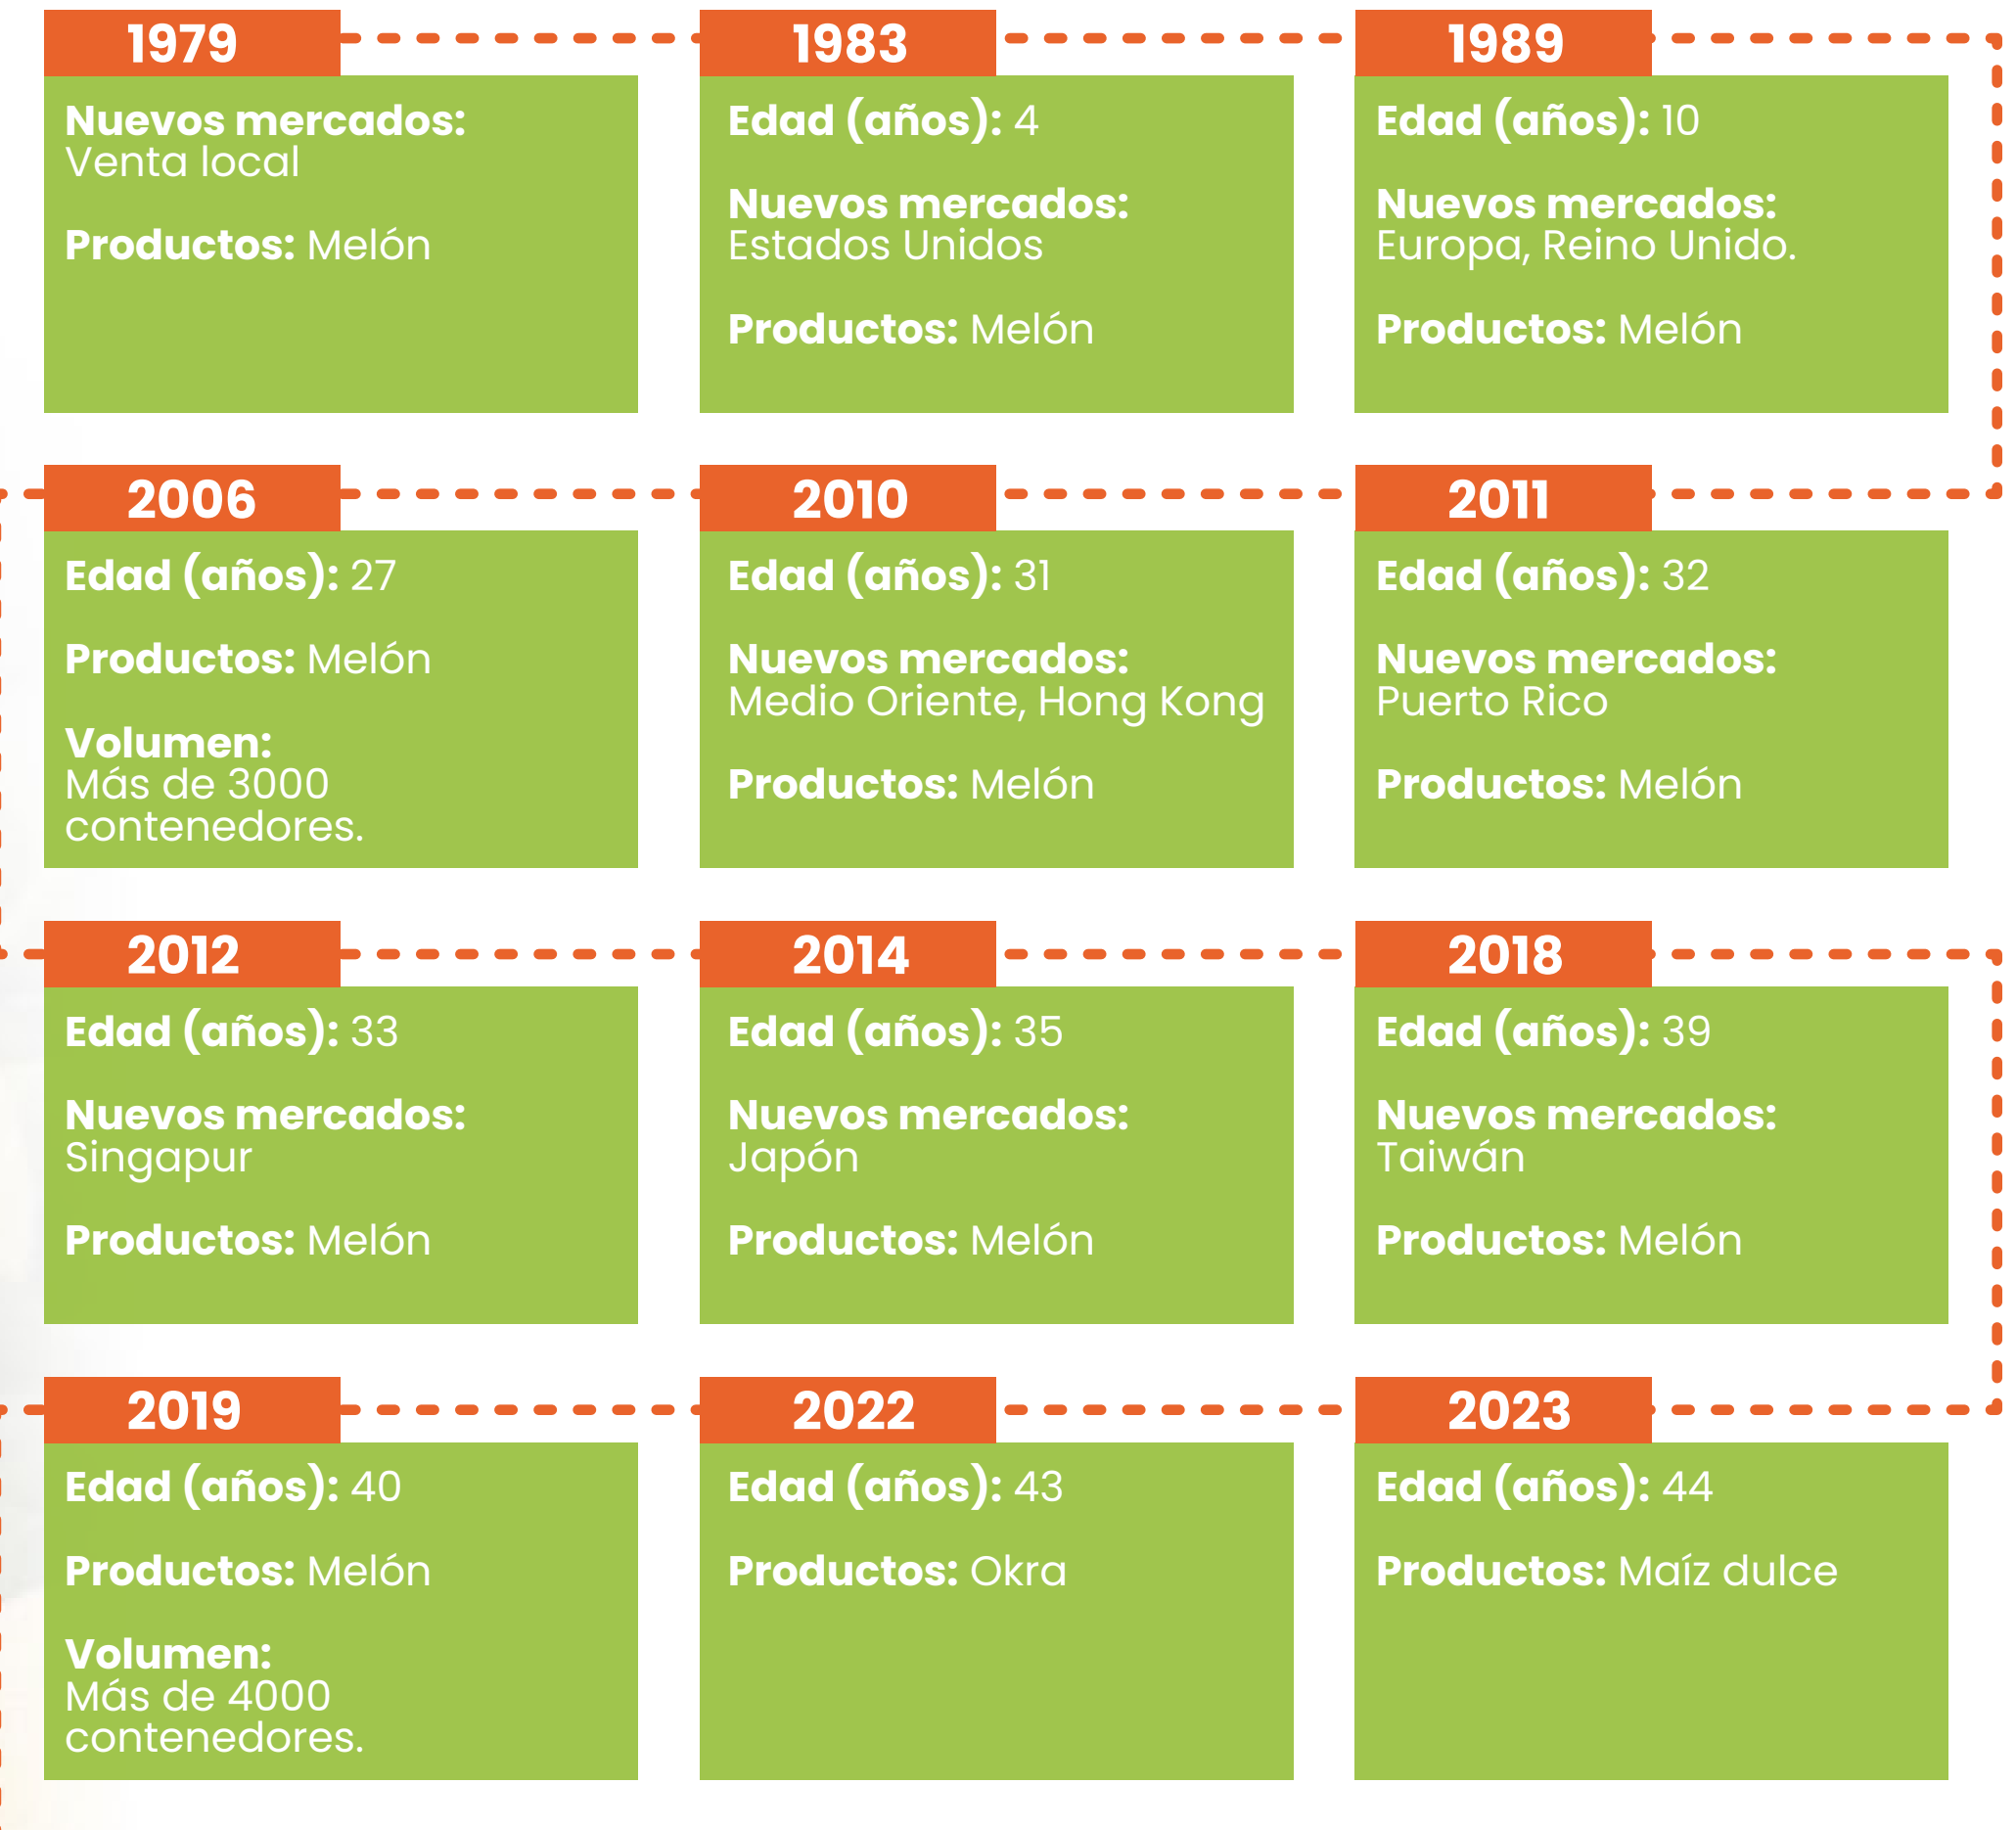 1979
Nuevos mercados:
Venta local
Productos: Melón
1983
Edad (años): 4
Nuevos mercados:
Estados Unidos
Productos: Melón
1989
Edad (años): 10
Nuevos mercados:
Europa, Reino Unido.
Productos: Melón
2006
Edad (años): 27
Productos: Melón
Volumen:
Más de 3000
contenedores.
2010
Edad (años): 31
Nuevos mercados:
Medio Oriente, Hong Kong
Productos: Melón
2011
Edad (años): 32
Nuevos mercados:
Puerto Rico
Productos: Melón
2012
Edad (años): 33
Nuevos mercados:
Singapur
Productos: Melón
2014
Edad (años): 35
Nuevos mercados:
Japón
Productos: Melón
2018
Edad (años): 39
Nuevos mercados:
Taiwán
Productos: Melón
2019
Edad (años): 40
Productos: Melón
Volumen:
Más de 4000
contenedores.
2022
Edad (años): 43
Productos: Okra
2023
Edad (años): 44
Productos: Maíz dulce